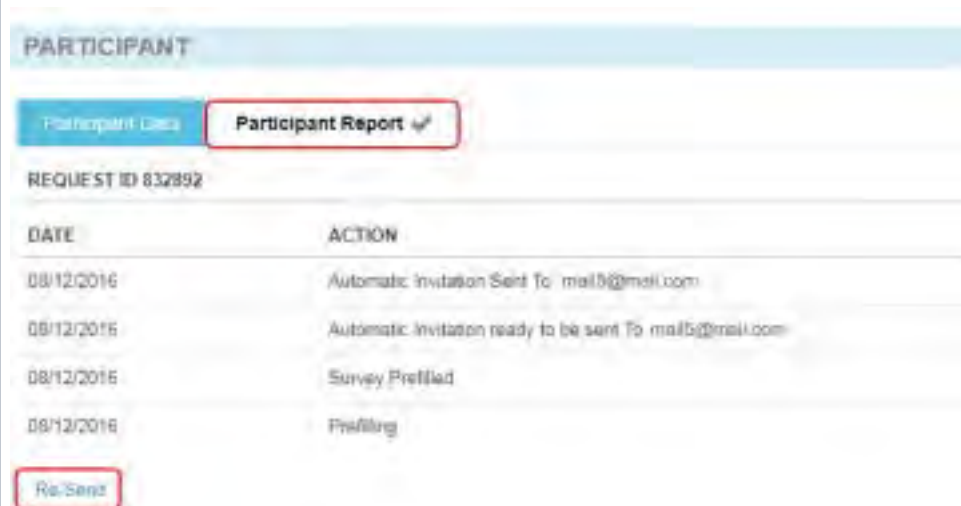 PARTICIPANT
Participant Data Participant Report
REQUEST ID 832892
DATE ACTION
08/12/2016 Automatic Invitation Sent To mail5@mail.com
08/12/2016 Automatic Invitation ready to be sent To mail5@mail.com
08/12/2016 Survey Prefilled
08/12/2016 Prefilling
Re-Send